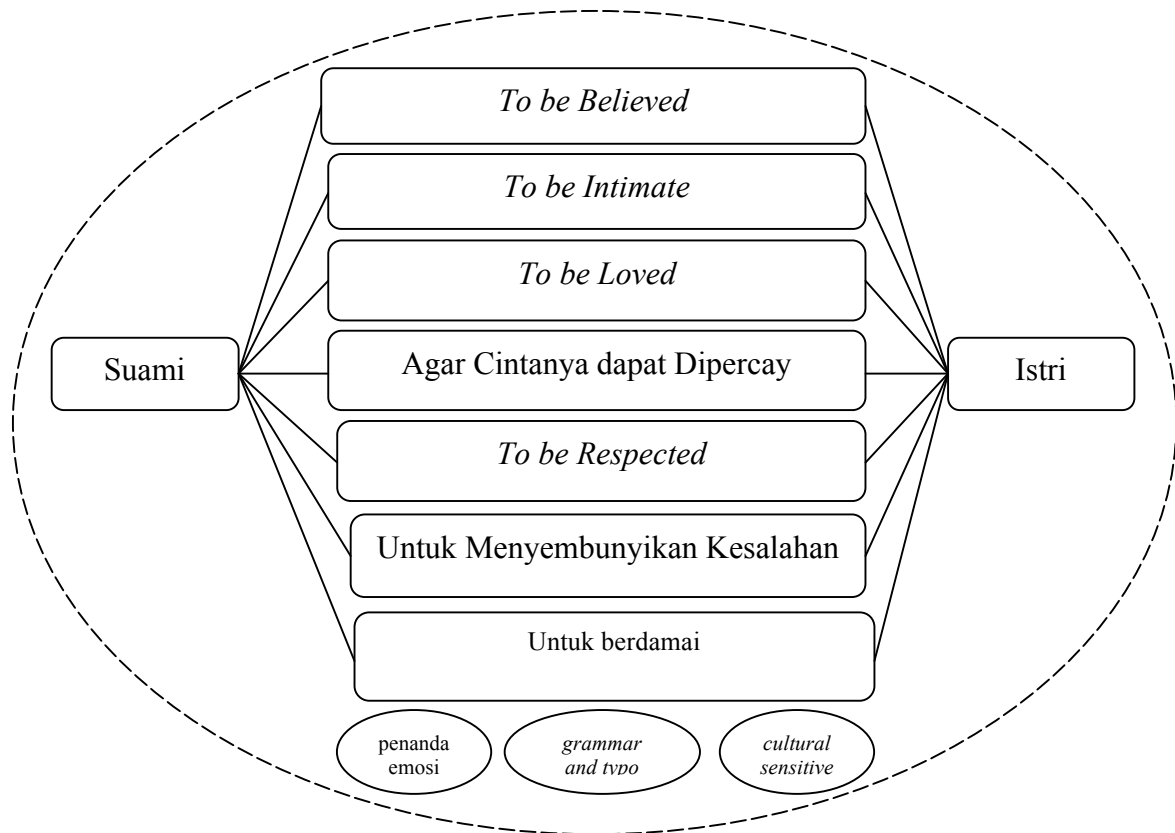 To be Believed
To be Intimate
To be Loved
Suami
Agar Cintanya dapat Dipercay
Istri
To be Respected
Untuk Menyembunyikan Kesalahan
Untuk berdamai
penanda
emosi
grammar
and typo
cultural
sensitive